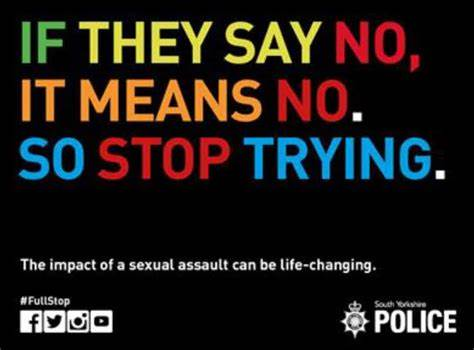 IF THEY SAY NO,
IT MEANS NO.
SO STOP TRYING.
The impact of a sexual assault can be life-changing.
#FullStop
South Yorkshire
POLICE